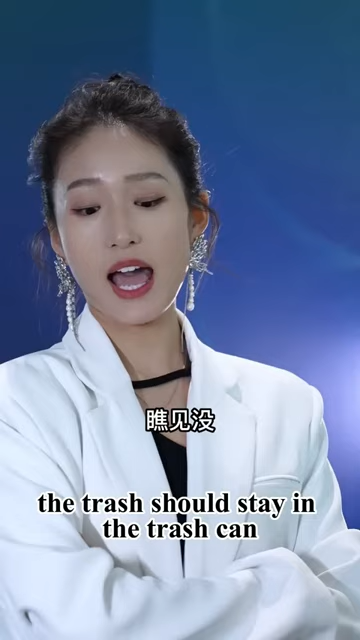 瞧见没
the trash should stay in
the trash can